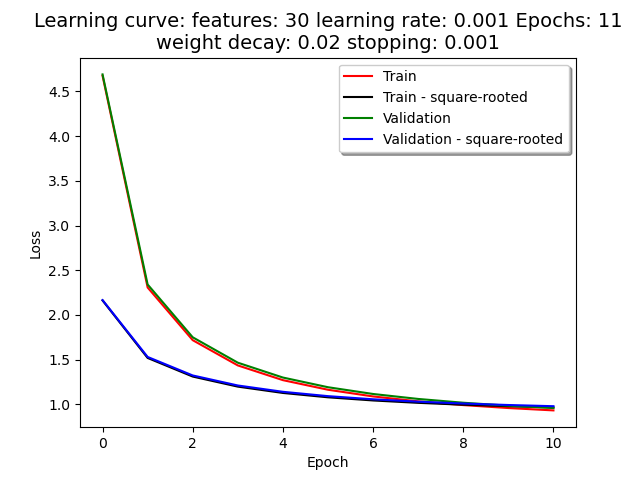 Learning curve: features: 30 learning rate: 0.001 Epochs: 11
weight decay: 0.02 stopping: 0.001
Train
Train - square-rooted
Validation
Validation - square-rooted
Loss
4.5
4.0
3.5
3.0
2.5
2.0
1.5
1.0
0 2 4 6 8 10
Epoch